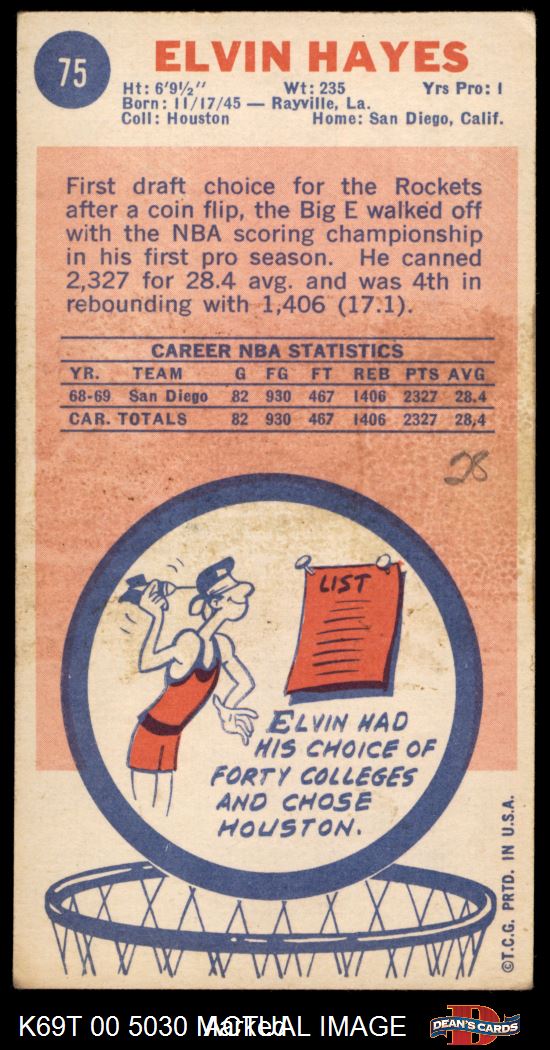 75
ELVIN HAYES
Ht: 6'9½" Wt: 235 Yrs Pro: 1
Born: 11/17/45 — Rayville, La.
Coll: Houston Home: San Diego, Calif.
First draft choice for the Rockets
after a coin flip, the Big E walked off
with the NBA scoring championship
in his first pro season. He canned
2,327 for 28.4 avg. and was 4th in
rebounding with 1,406 (17.1).
CAREER NBA STATISTICS
YR. TEAM G FG FT REB PTS AVG
68-69 San Diego 82 930 467 1406 2327 28.4
CAR. TOTALS 82 930 467 1406 2327 28.4
28
LIST
ELVIN HAD
HIS CHOICE OF
FORTY COLLEGES
AND CHOSE
HOUSTON.
©T.C.G. PRTD. IN U.S.A.
K69T 00 5030 Marked ACTUAL IMAGE
DEAN'S CARDS